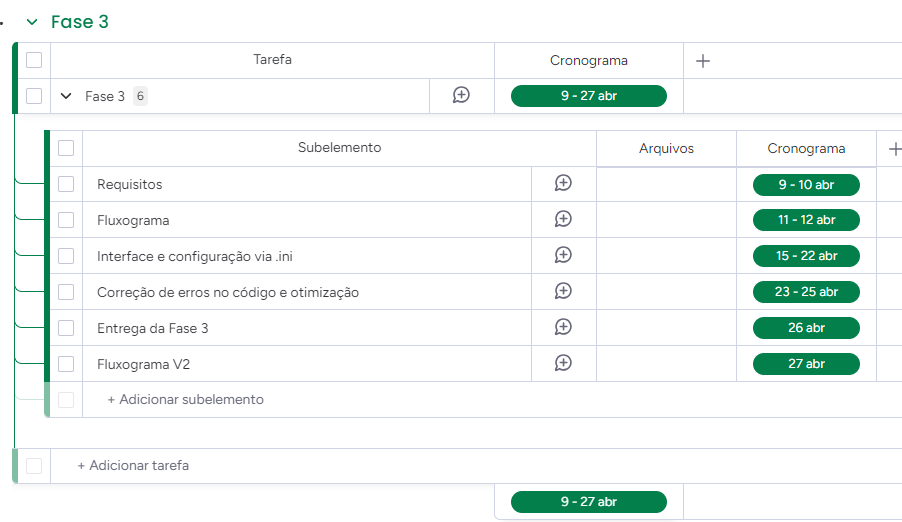 Fase 3
Tarefa Cronograma
Fase 3 6 9 - 27 abr
Subelemento Arquivos Cronograma
Requisitos 9 - 10 abr
Fluxograma 11 - 12 abr
Interface e configuração via .ini 15 - 22 abr
Correção de erros no código e otimização 23 - 25 abr
Entrega da Fase 3 26 abr
Fluxograma V2 27 abr
+ Adicionar subelemento
+ Adicionar tarefa
9 - 27 abr